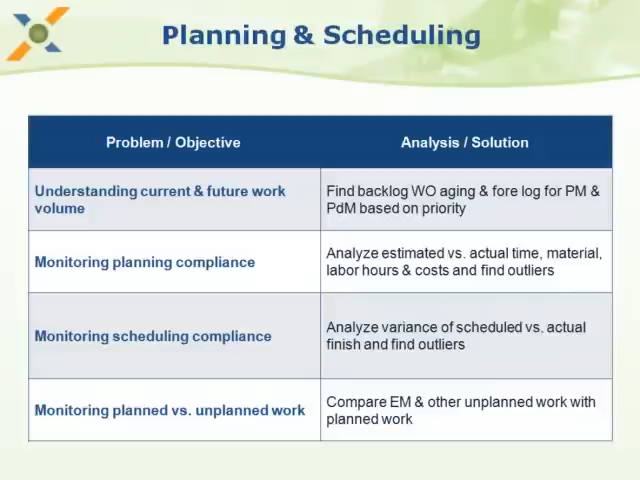 Planning & Scheduling
Problem / Objective
Analysis / Solution
Understanding current & future work
volume
Find backlog WO aging & fore log for PM &
PdM based on priority
Monitoring planning compliance
Analyze estimated vs. actual time, material,
labor hours & costs and find outliers
Monitoring scheduling compliance
Analyze variance of scheduled vs. actual
finish and find outliers
Monitoring planned vs. unplanned work
Compare EM & other unplanned work with
planned work